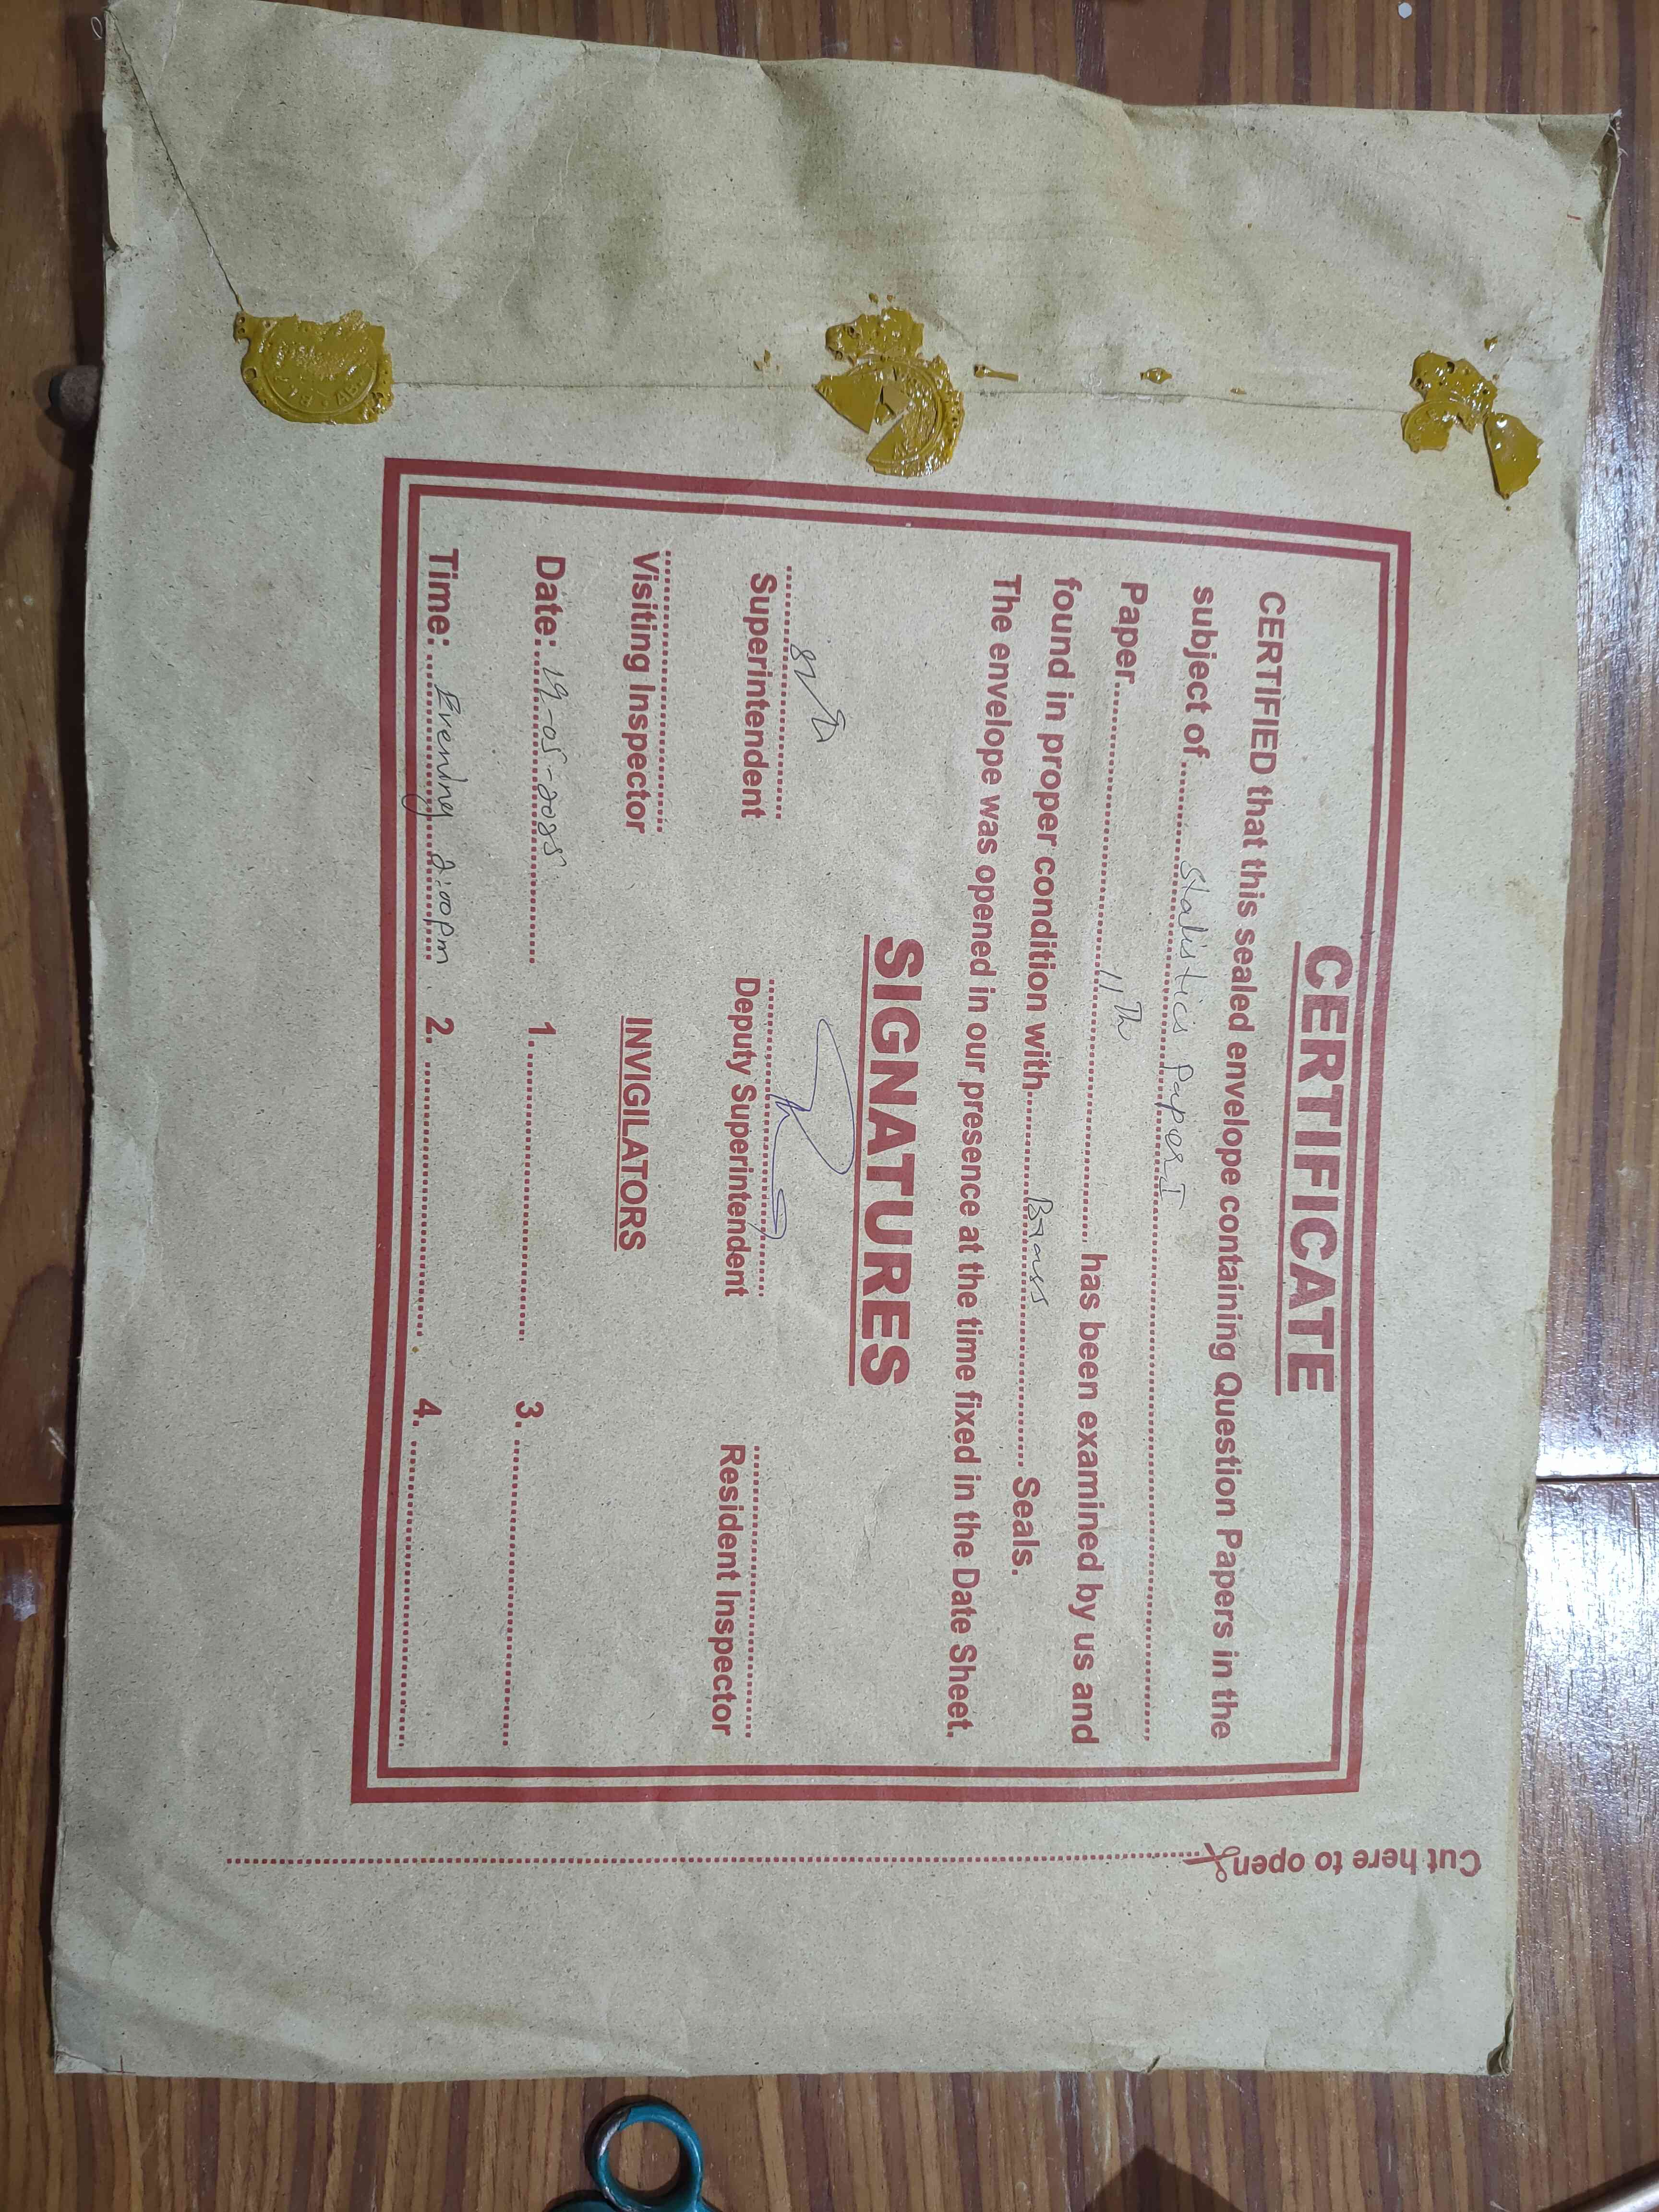 CERTIFICATE
CERTIFIED that this sealed envelope containing Question Papers in the
subject of Statistics Paper I
Paper 11th has been examined by us and
found in proper condition with Brass Seals.
The envelope was opened in our presence at the time fixed in the Date Sheet.
SIGNATURES
Superintendent Deputy Superintendent Resident Inspector
Visiting Inspector INVIGILATORS
Date: 19-05-2025 1. 3.
Time: Evening 2:00pm 2. 4.
Cut here to open